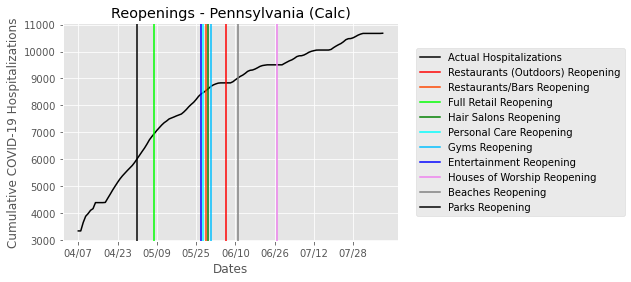 Reopenings - Pennsylvania (Calc)
Cumulative COVID-19 Hospitalizations
11000
10000
9000
8000
7000
6000
5000
4000
3000
04/07 04/23 05/09 05/25 06/10 06/26 07/12 07/28
Dates
Actual Hospitalizations
Restaurants (Outdoors) Reopening
Restaurants/Bars Reopening
Full Retail Reopening
Hair Salons Reopening
Personal Care Reopening
Gyms Reopening
Entertainment Reopening
Houses of Worship Reopening
Beaches Reopening
Parks Reopening